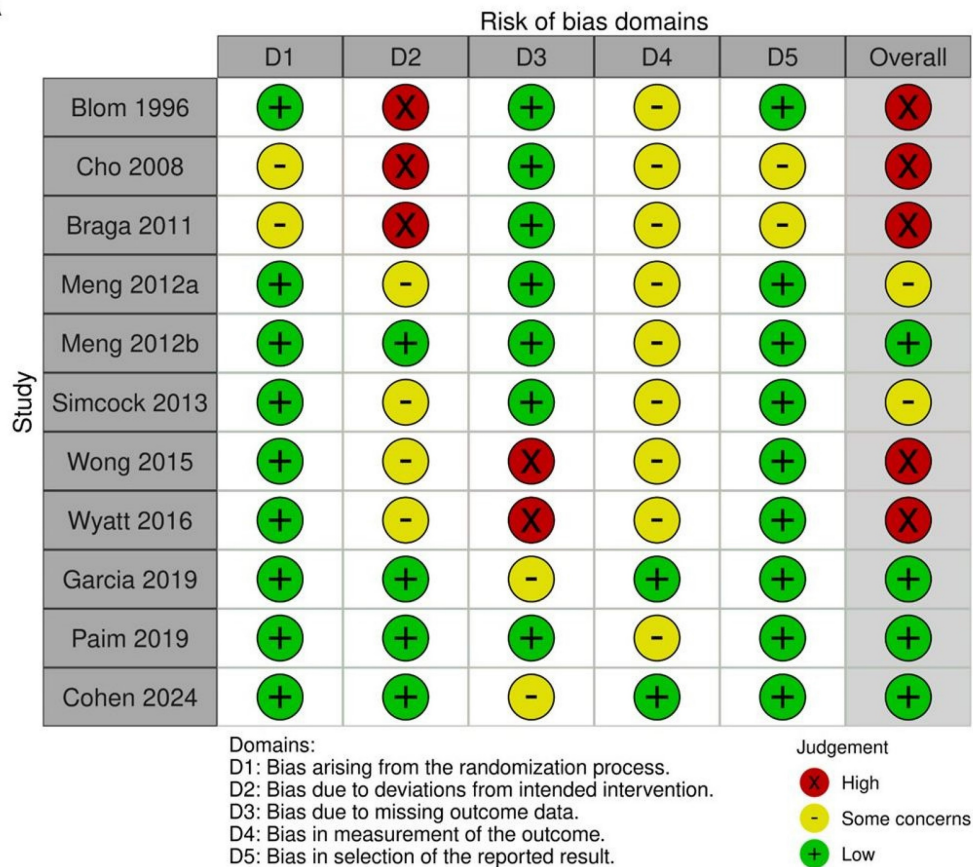 Risk of bias domains
D1 D2 D3 D4 D5 Overall
Blom 1996 + X + - + X
Cho 2008 - X + - - X
Braga 2011 - X + - - X
Meng 2012a + - + - + -
Meng 2012b + + + - + +
Simcock 2013 + - + - + -
Wong 2015 + - X - + X
Wyatt 2016 + - X - + X
Garcia 2019 + + - + + +
Paim 2019 + + + - + +
Cohen 2024 + + - + + +
Study
Domains:
D1: Bias arising from the randomization process.
D2: Bias due to deviations from intended intervention.
D3: Bias due to missing outcome data.
D4: Bias in measurement of the outcome.
D5: Bias in selection of the reported result.
Judgement
X High
- Some concerns
+ Low